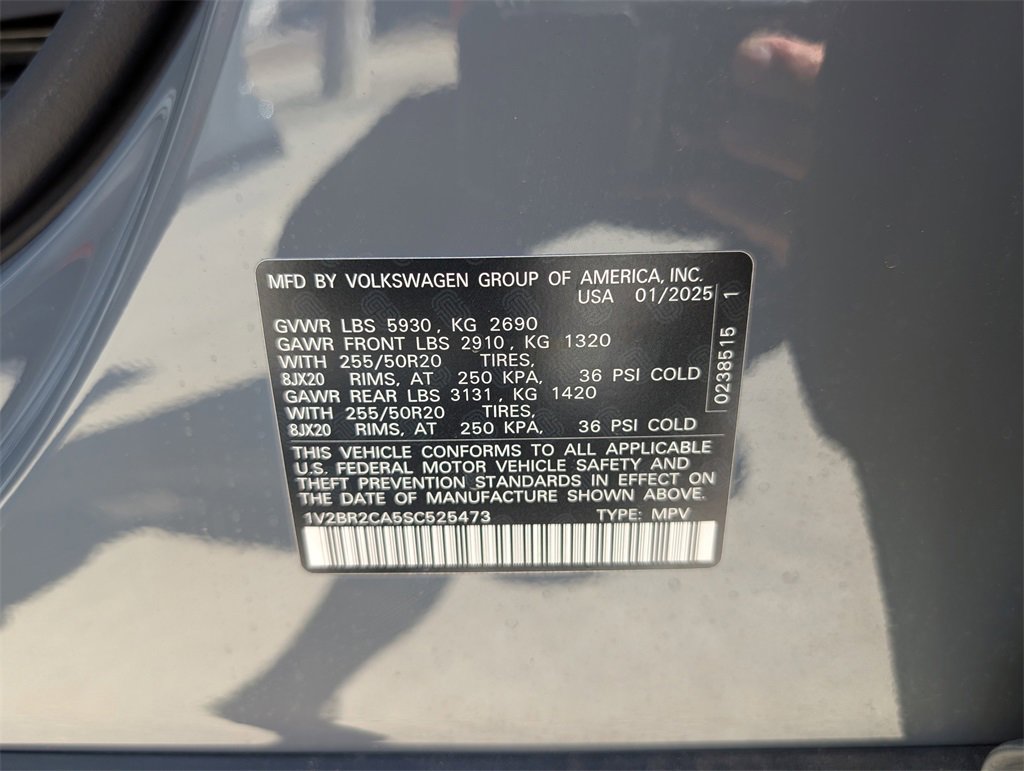 MFD BY VOLKSWAGEN GROUP OF AMERICA, INC.
USA 01/2025
GVWR LBS 5930, KG 2690
GAWR FRONT LBS 2910, KG 1320
WITH 255/50R20 TIRES,
8JX20 RIMS, AT 250 KPA, 36 PSI COLD
GAWR REAR LBS 3131, KG 1420
WITH 255/50R20 TIRES,
8JX20 RIMS, AT 250 KPA, 36 PSI COLD
0238515 1
THIS VEHICLE CONFORMS TO ALL APPLICABLE
U.S. FEDERAL MOTOR VEHICLE SAFETY AND
THEFT PREVENTION STANDARDS IN EFFECT ON
THE DATE OF MANUFACTURE SHOWN ABOVE.
1V2BR2CA5SC525473 TYPE: MPV